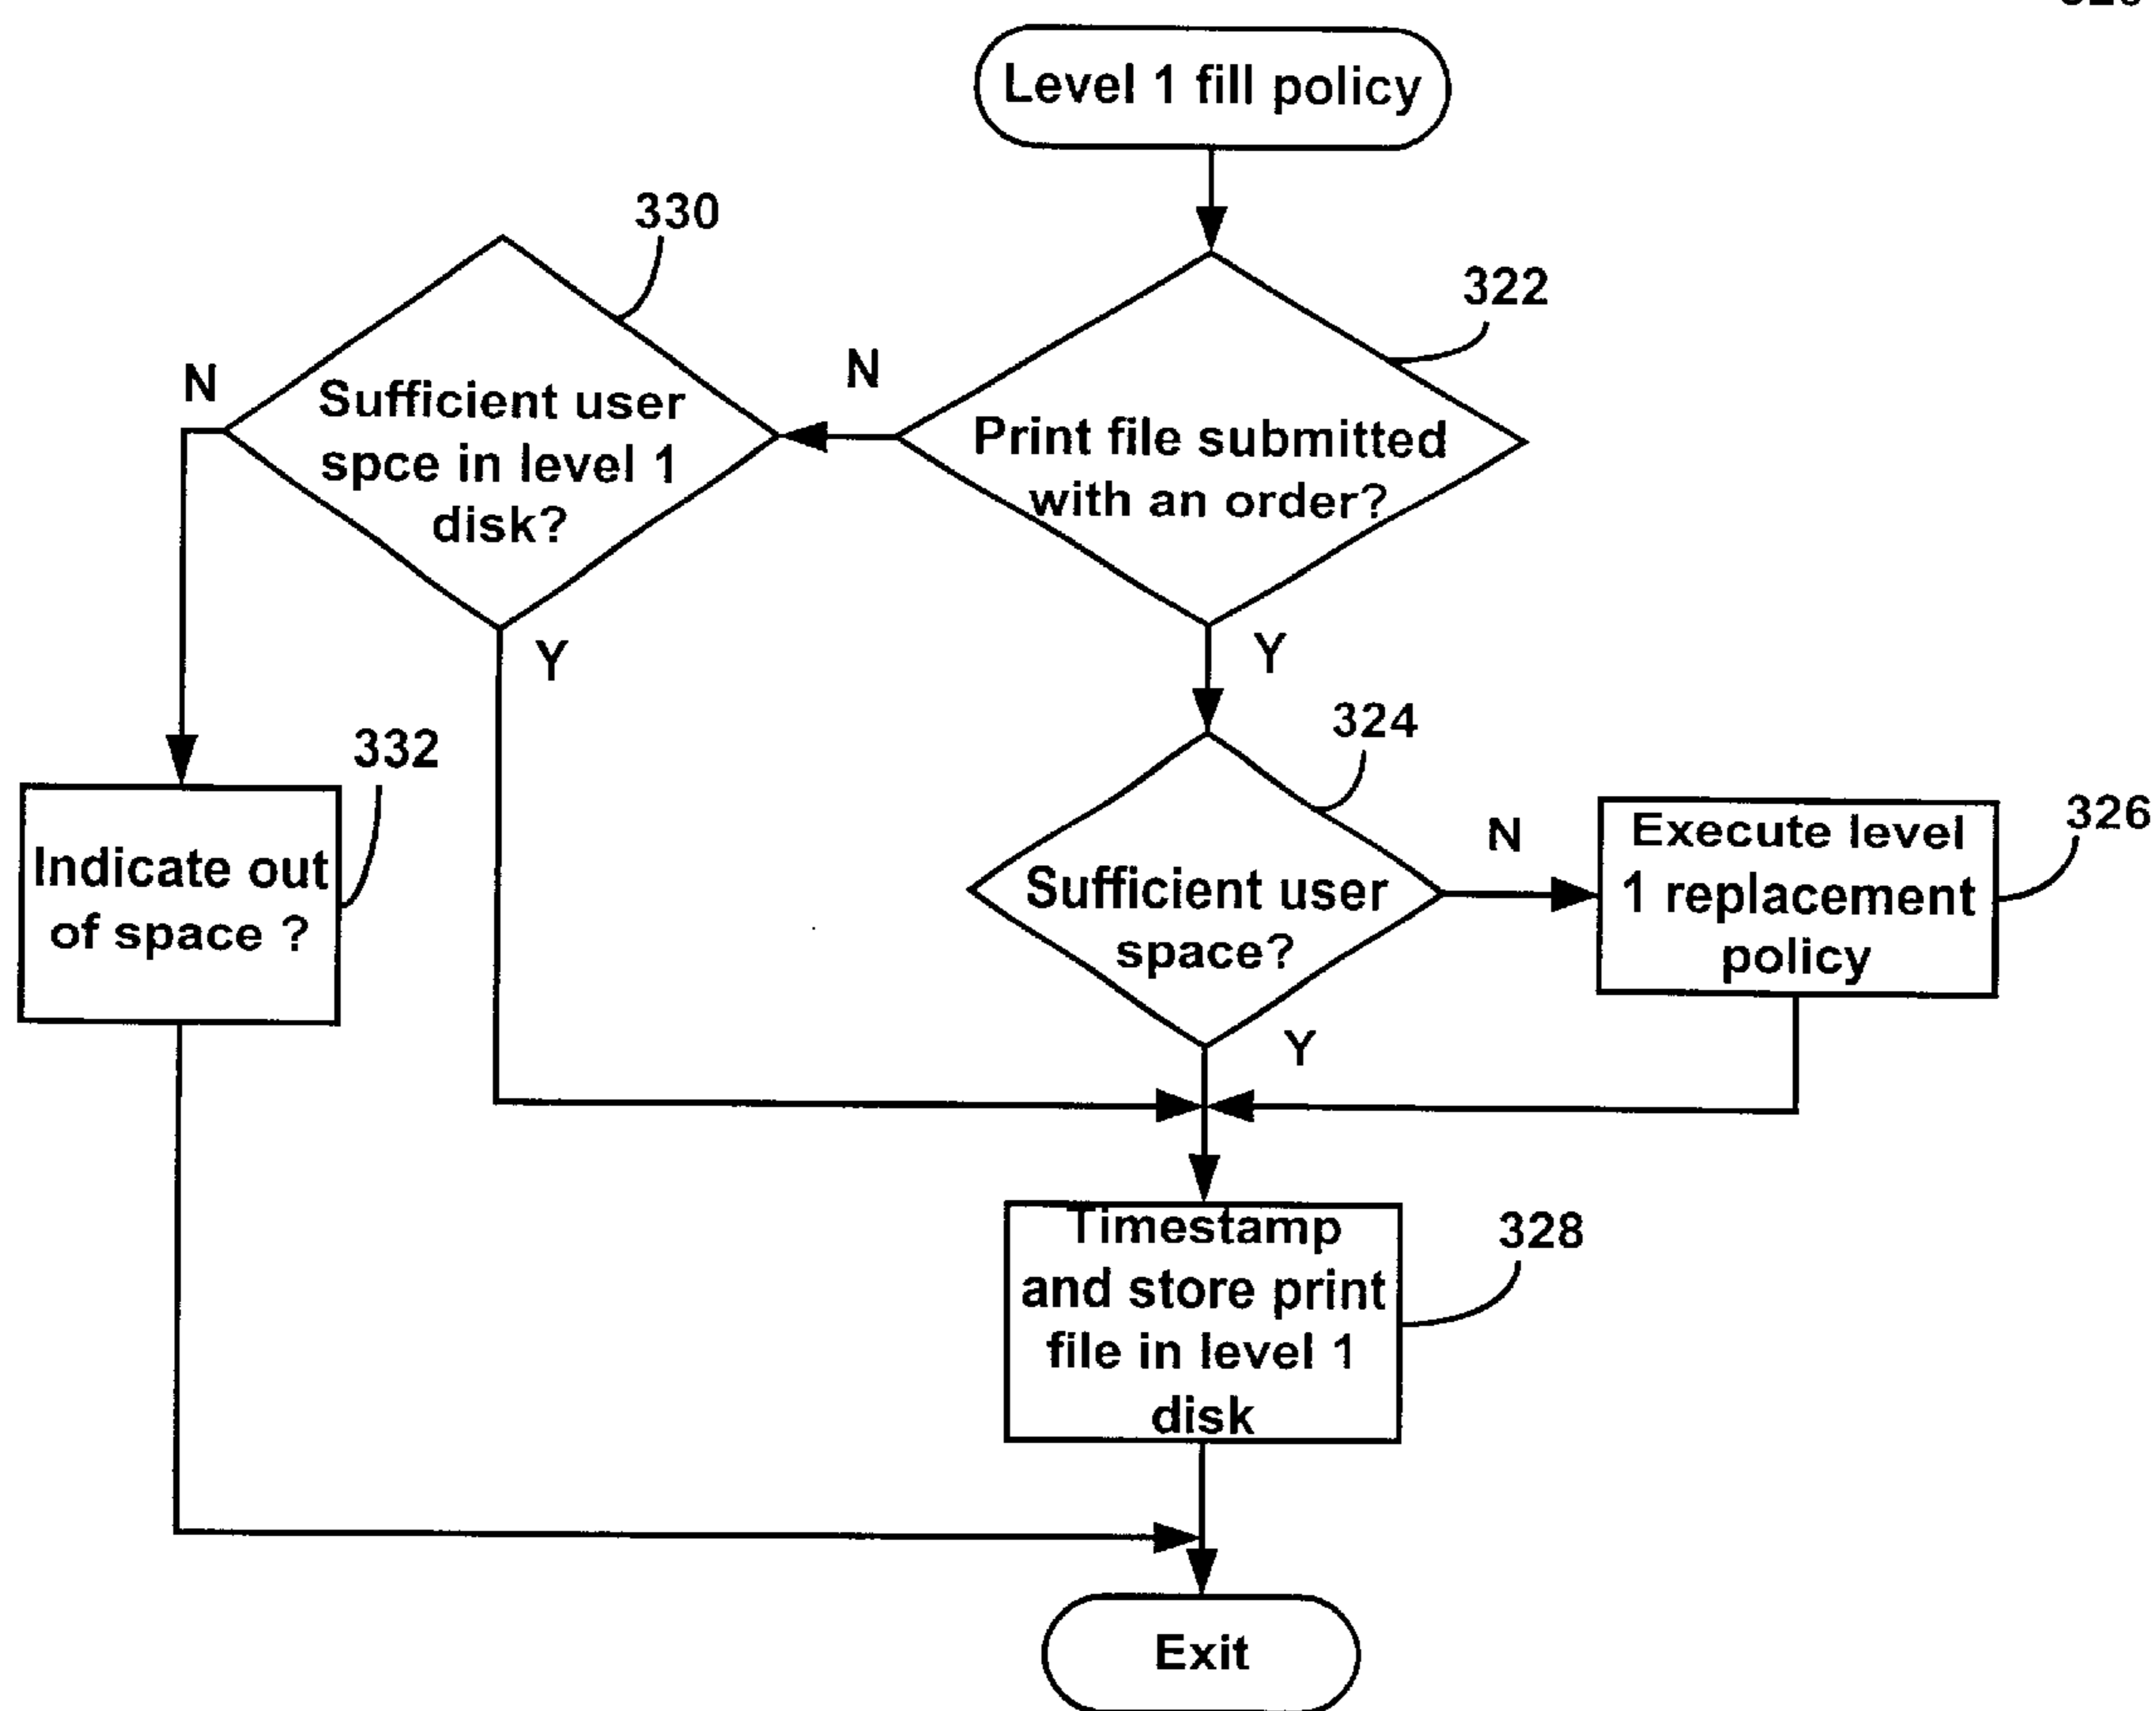 Level 1 fill policy
330
322
N
N
Sufficient user
spce in level 1
disk?
Print file submitted
with an order?
Y
Y
324
332
N
326
Indicate out
of space ?
Sufficient user
space?
Execute level
1 replacement
policy
Y
Timestamp
and store print
file in level 1
disk
328
Exit